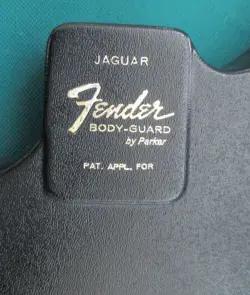 JAGUAR
Fender
BODY-GUARD
by Parker
PAT. APPL. FOR